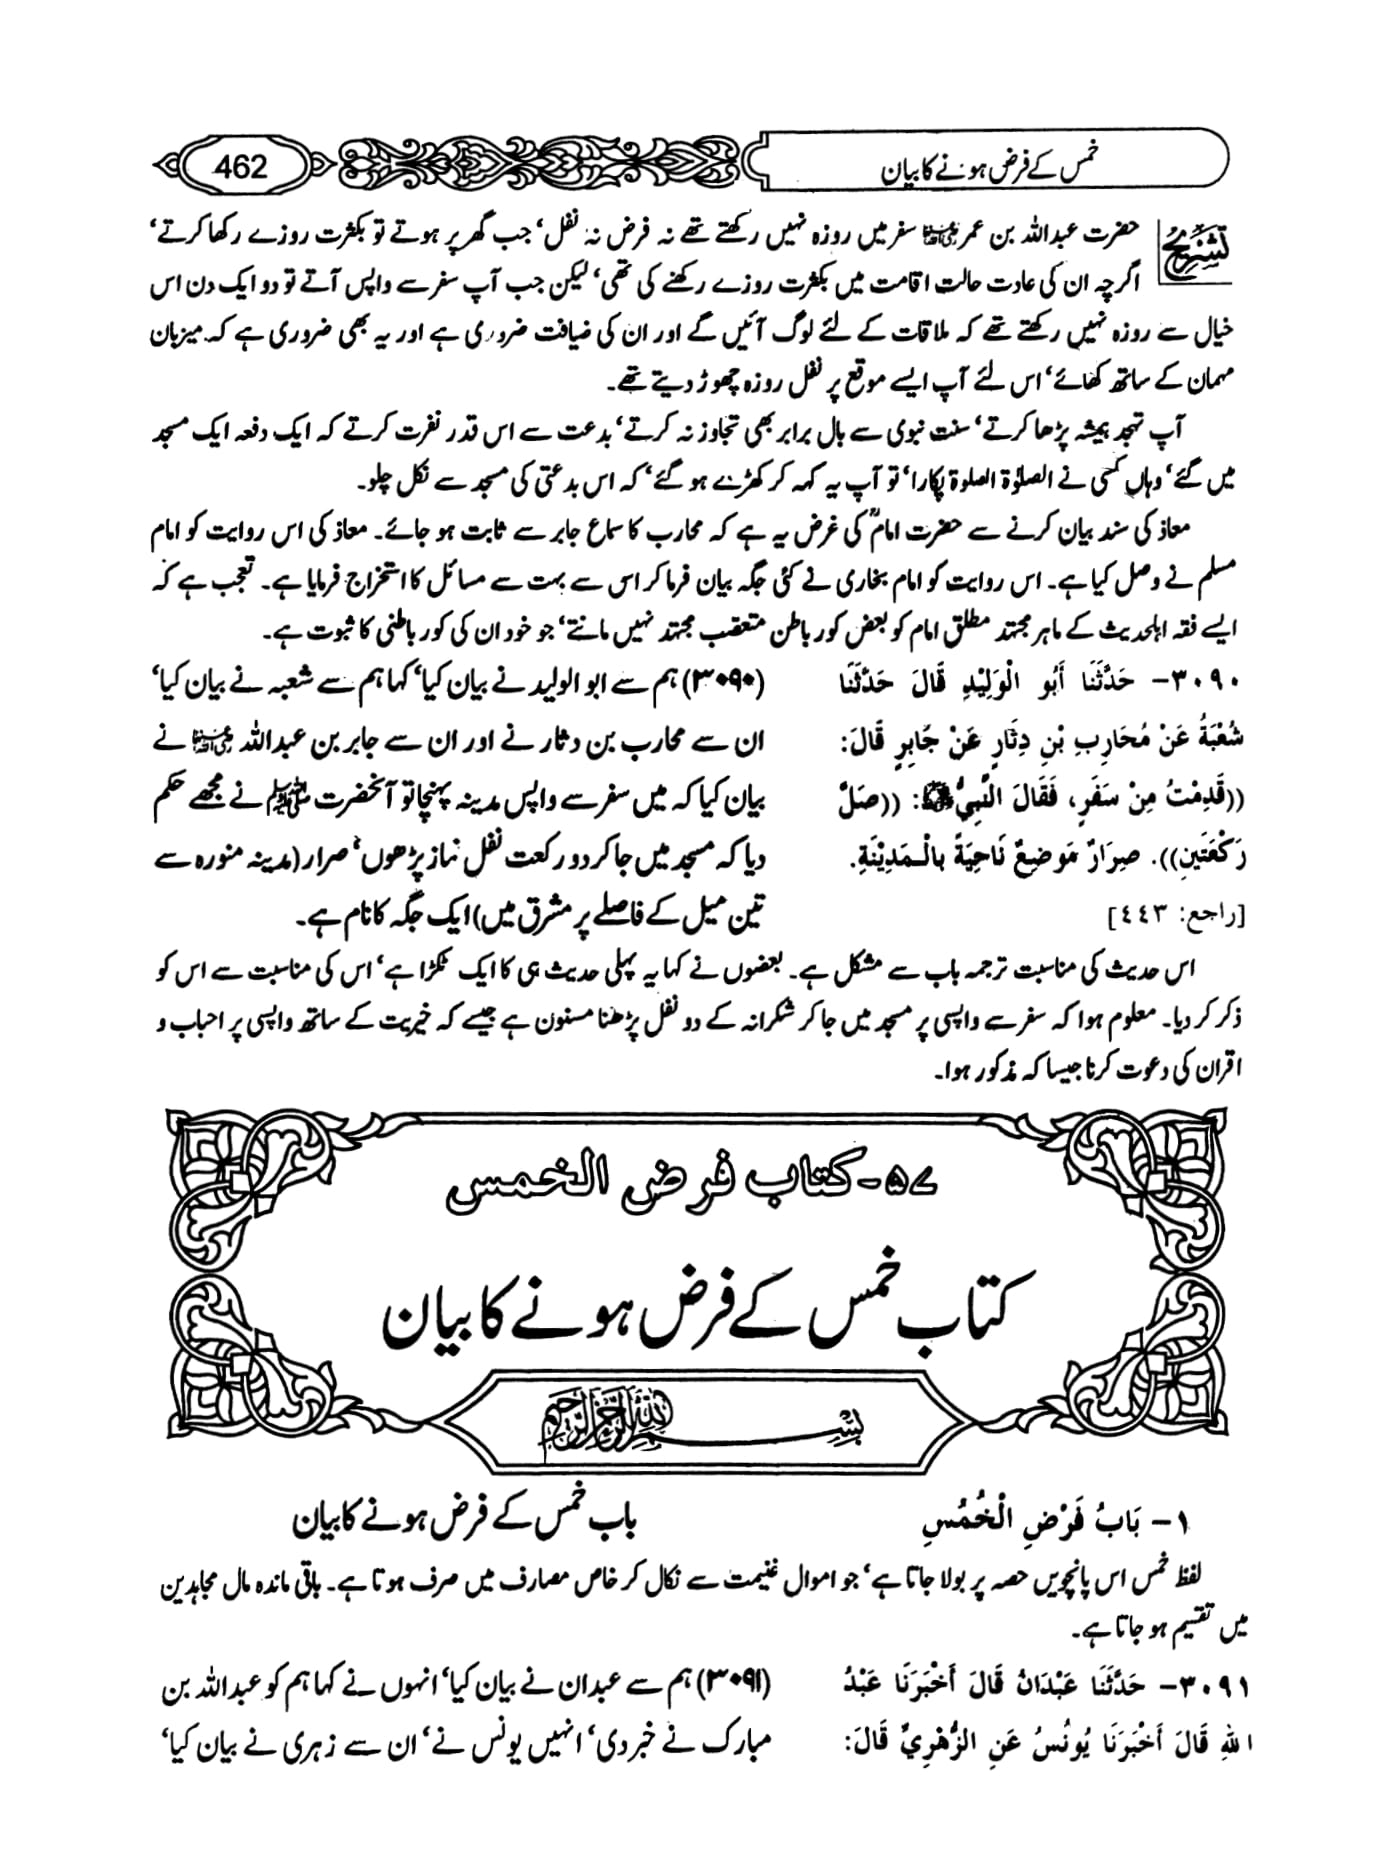 خمس کے فرض ہونے کا بیان
462
تشریح حضرت عبداللہ بن عمر رضی اللہ عنہما سفر میں روزہ نہیں رکھتے تھے نہ فرض نہ نفل‘ جب گھر پر ہوتے تو بکثرت روزے رکھا کرتے‘
اگرچہ ان کی عادت حالت اقامت میں بکثرت روزے رکھنے کی تھی‘ لیکن جب آپ سفر سے واپس آتے تو دو ایک دن اس
خیال سے روزہ نہیں رکھتے تھے کہ ملاقات کے لئے لوگ آئیں گے اور ان کی ضیافت ضروری ہے اور یہ بھی ضروری ہے کہ میزبان
مہمان کے ساتھ کھائے‘ اس لئے آپ ایسے موقع پر نفل روزہ چھوڑ دیتے تھے۔
آپ تہجد ہمیشہ پڑھا کرتے‘ سنت نبوی سے بال برابر بھی تجاوز نہ کرتے‘ بدعت سے اس قدر نفرت کرتے کہ ایک دفعہ ایک مسجد
میں گئے‘ وہاں کسی نے الصلوٰۃ الصلوۃ پکارا‘ تو آپ یہ کہہ کر کھڑے ہو گئے‘ کہ اس بدعتی کی مسجد سے نکل چلو۔
معاذ کی سند بیان کرنے سے حضرت امامؒ کی غرض یہ ہے کہ محارب کا سماع جابر سے ثابت ہو جائے۔ معاذ کی اس روایت کو امام
مسلم نے وصل کیا ہے۔ اس روایت کو امام بخاری نے کئی جگہ بیان فرما کر اس سے بہت سے مسائل کا استخراج فرمایا ہے۔ تعجب ہے کہ
ایسے فقہ اہلحدیث کے ماہر مجتہد مطلق امام کو بعض کور باطن متعصب مجتہد نہیں مانتے‘ جو خود ان کی کور باطنی کا ثبوت ہے۔
۳۰۹۰- حَدَّثَنَا أَبُو الْوَلِيْدِ قَالَ حَدَّثَنَا
شُعْبَةُ عَنْ مُحَارِبِ بْنِ دِثَارٍ عَنْ جَابِرٍ قَالَ:
((قَدِمْتُ مِنْ سَفَرٍ، فَقَالَ النَّبِيُّ ﷺ: ((صَلِّ
رَكْعَتَينِ)). صِرَارٌ مَوضِعٌ نَاحِيَةً بِالْمَدِيْنَةِ.
[راجع: ٤٤٣]
(۳۰۹۰) ہم سے ابو الولید نے بیان کیا‘ کہا ہم سے شعبہ نے بیان کیا‘
ان سے محارب بن دثار نے اور ان سے جابر بن عبداللہ رضی اللہ عنہما نے
بیان کیا کہ میں سفر سے واپس مدینہ پہنچا تو آنحضرت ﷺ نے مجھے حکم
دیا کہ مسجد میں جا کر دو رکعت نفل نماز پڑھوں‘ صرار (مدینہ منورہ سے
تین میل کے فاصلے پر مشرق میں) ایک جگہ کا نام ہے۔
اس حدیث کی مناسبت ترجمہ باب سے مشکل ہے۔ بعضوں نے کہا یہ پہلی حدیث ہی کا ایک ٹکڑا ہے‘ اس کی مناسبت سے اس کو
ذکر کر دیا۔ معلوم ہوا کہ سفر سے واپسی پر مسجد میں جا کر شکرانہ کے دو نفل پڑھنا مسنون ہے جیسے کہ خیریت کے ساتھ واپسی پر احباب و
اقران کی دعوت کرنا جیسا کہ مذکور ہوا۔
۵۷- کتاب فرض الخمس
کتاب خمس کے فرض ہونے کا بیان
بسم اللہ الرحمن الرحیم
۱- بَابُ فَرْضِ الْخُمُسِ
باب خمس کے فرض ہونے کا بیان
لفظ خمس اس پانچویں حصہ پر بولا جاتا ہے‘ جو اموال غنیمت سے نکال کر خاص مصارف میں صرف ہوتا ہے۔ باقی ماندہ مال مجاہدین
میں تقسیم ہو جاتا ہے۔
۳۰۹۱- حَدَّثَنَا عَبْدَانُ قَالَ أَخْبَرَنَا عَبْدُ
اللهِ قَالَ أَخْبَرَنَا يُونُسُ عَنِ الزُّهْرِيِّ قَالَ:
(۳۰۹۱) ہم سے عبدان نے بیان کیا‘ انہوں نے کہا ہم کو عبداللہ بن
مبارک نے خبر دی‘ انہیں یونس نے‘ ان سے زہری نے بیان کیا‘